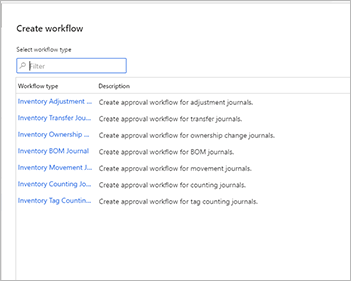 Create workflow
Select workflow type
Filter
Workflow type Description
Inventory Adjustment ... Create approval workflow for adjustment journals.
Inventory Transfer Jou... Create approval workflow for transfer journals.
Inventory Ownership ... Create approval workflow for ownership change journals.
Inventory BOM Journal Create approval workflow for BOM journals.
Inventory Movement J... Create approval workflow for movement journals.
Inventory Counting Jo... Create approval workflow for counting journals.
Inventory Tag Countin... Create approval workflow for tag counting journals.